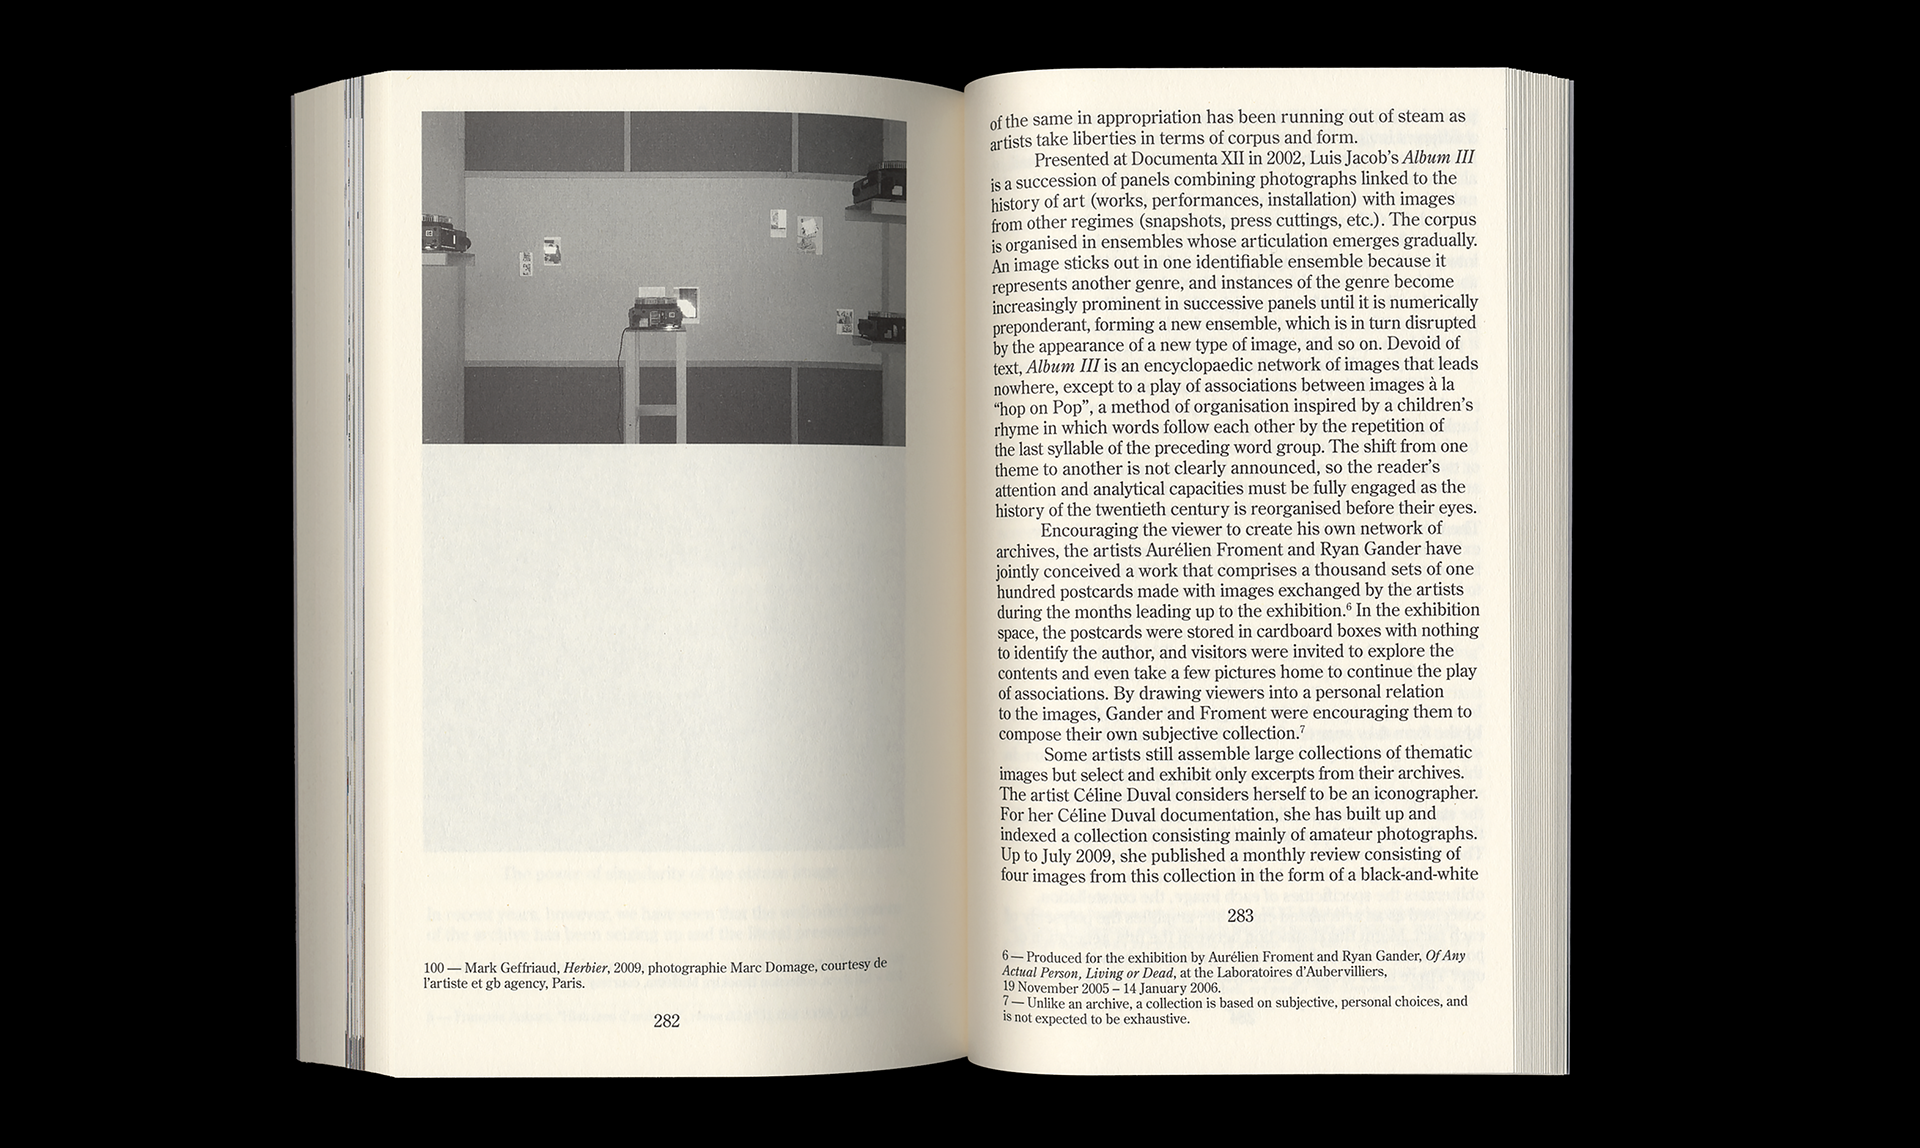 100 — Mark Geffriaud, Herbier, 2009, photographie Marc Domage, courtesy de
l'artiste et gb agency, Paris.
282
of the same in appropriation has been running out of steam as
artists take liberties in terms of corpus and form.
Presented at Documenta XII in 2002, Luis Jacob's Album III
is a succession of panels combining photographs linked to the
history of art (works, performances, installation) with images
from other regimes (snapshots, press cuttings, etc.). The corpus
is organised in ensembles whose articulation emerges gradually.
An image sticks out in one identifiable ensemble because it
represents another genre, and instances of the genre become
increasingly prominent in successive panels until it is numerically
preponderant, forming a new ensemble, which is in turn disrupted
by the appearance of a new type of image, and so on. Devoid of
text, Album III is an encyclopaedic network of images that leads
nowhere, except to a play of associations between images à la
“hop on Pop”, a method of organisation inspired by a children's
rhyme in which words follow each other by the repetition of
the last syllable of the preceding word group. The shift from one
theme to another is not clearly announced, so the reader's
attention and analytical capacities must be fully engaged as the
history of the twentieth century is reorganised before their eyes.
Encouraging the viewer to create his own network of
archives, the artists Aurélien Froment and Ryan Gander have
jointly conceived a work that comprises a thousand sets of one
hundred postcards made with images exchanged by the artists
during the months leading up to the exhibition.⁶ In the exhibition
space, the postcards were stored in cardboard boxes with nothing
to identify the author, and visitors were invited to explore the
contents and even take a few pictures home to continue the play
of associations. By drawing viewers into a personal relation
to the images, Gander and Froment were encouraging them to
compose their own subjective collection.⁷
Some artists still assemble large collections of thematic
images but select and exhibit only excerpts from their archives.
The artist Céline Duval considers herself to be an iconographer.
For her Céline Duval documentation, she has built up and
indexed a collection consisting mainly of amateur photographs.
Up to July 2009, she published a monthly review consisting of
four images from this collection in the form of a black-and-white
283
6 — Produced for the exhibition by Aurélien Froment and Ryan Gander, Of Any
Actual Person, Living or Dead, at the Laboratoires d'Aubervilliers,
19 November 2005 – 14 January 2006.
7 — Unlike an archive, a collection is based on subjective, personal choices, and
is not expected to be exhaustive.